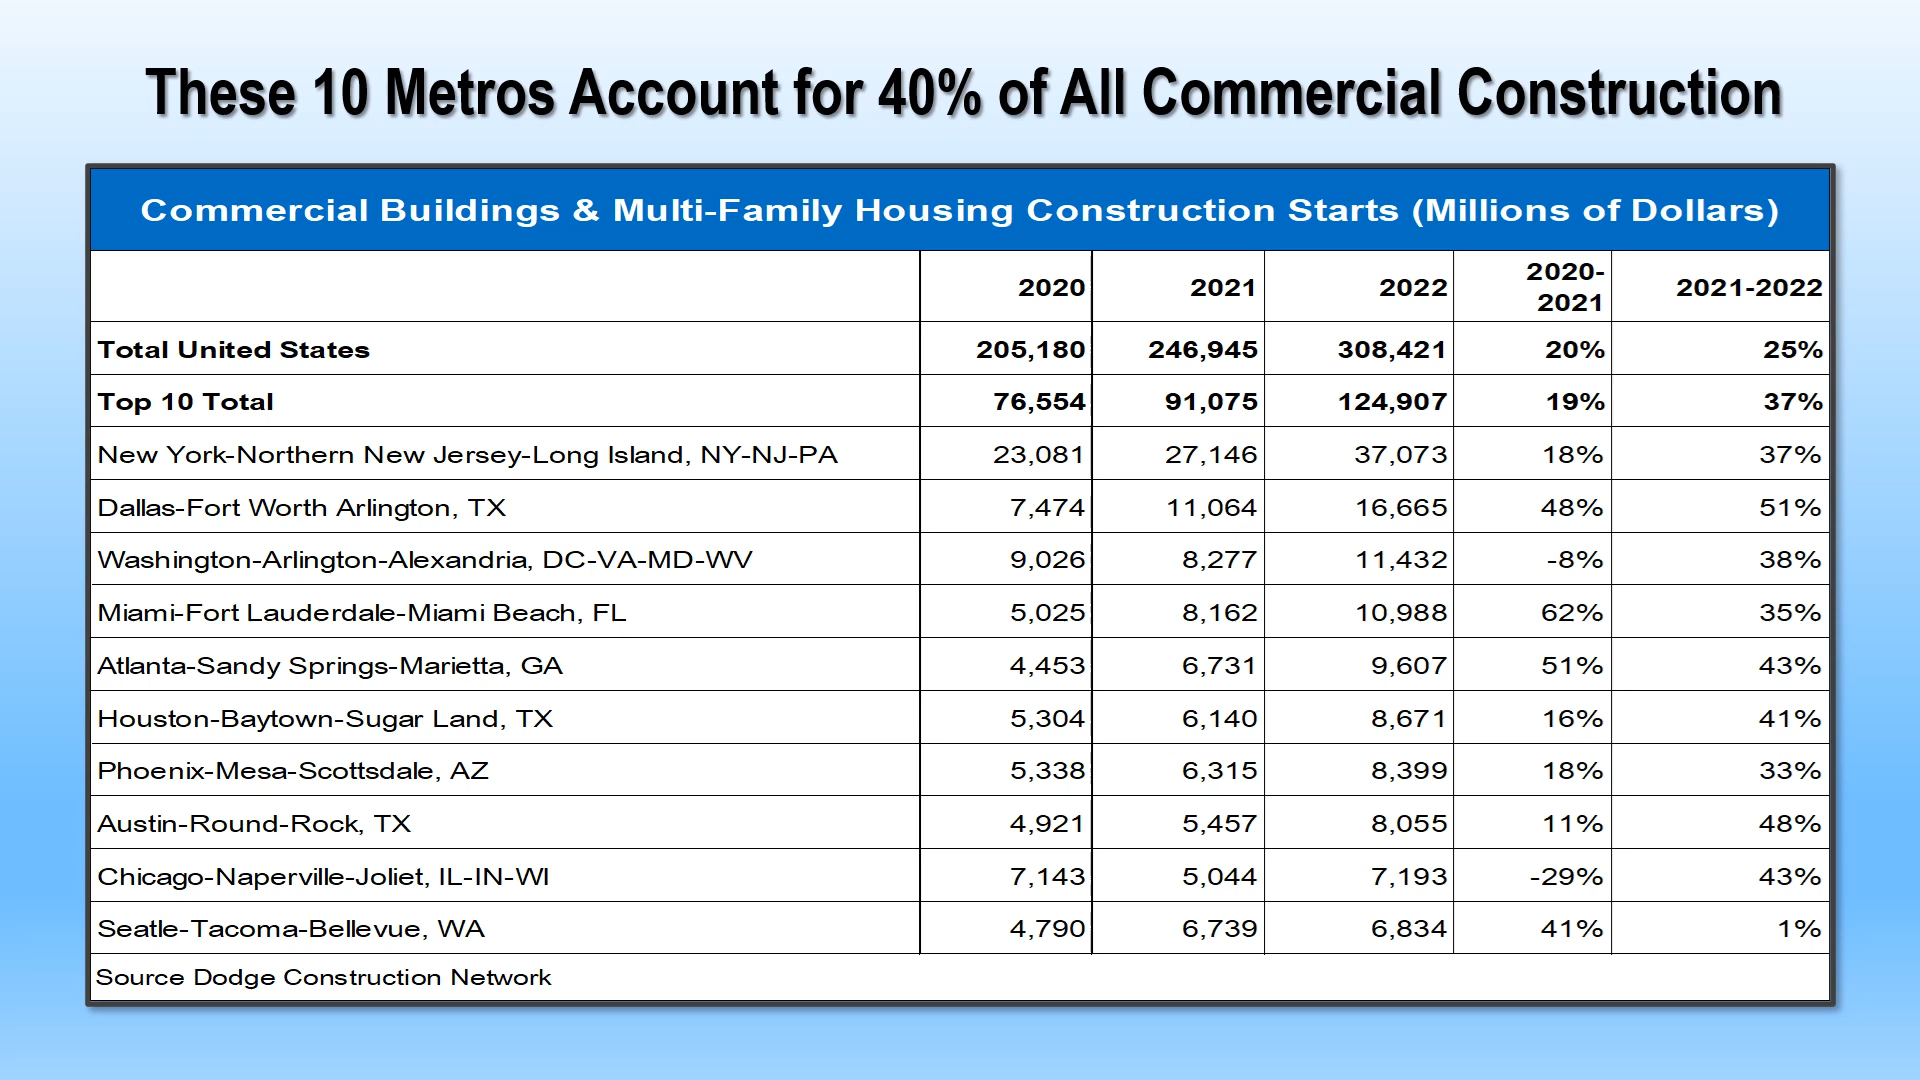 These 10 Metros Account for 40% of All Commercial Construction
Commercial Buildings & Multi-Family Housing Construction Starts (Millions of Dollars)
2020 2021 2022 2020-2021 2021-2022
Total United States 205,180 246,945 308,421 20% 25%
Top 10 Total 76,554 91,075 124,907 19% 37%
New York-Northern New Jersey-Long Island, NY-NJ-PA 23,081 27,146 37,073 18% 37%
Dallas-Fort Worth Arlington, TX 7,474 11,064 16,665 48% 51%
Washington-Arlington-Alexandria, DC-VA-MD-WV 9,026 8,277 11,432 -8% 38%
Miami-Fort Lauderdale-Miami Beach, FL 5,025 8,162 10,988 62% 35%
Atlanta-Sandy Springs-Marietta, GA 4,453 6,731 9,607 51% 43%
Houston-Baytown-Sugar Land, TX 5,304 6,140 8,671 16% 41%
Phoenix-Mesa-Scottsdale, AZ 5,338 6,315 8,399 18% 33%
Austin-Round-Rock, TX 4,921 5,457 8,055 11% 48%
Chicago-Naperville-Joliet, IL-IN-WI 7,143 5,044 7,193 -29% 43%
Seatle-Tacoma-Bellevue, WA 4,790 6,739 6,834 41% 1%
Source Dodge Construction Network